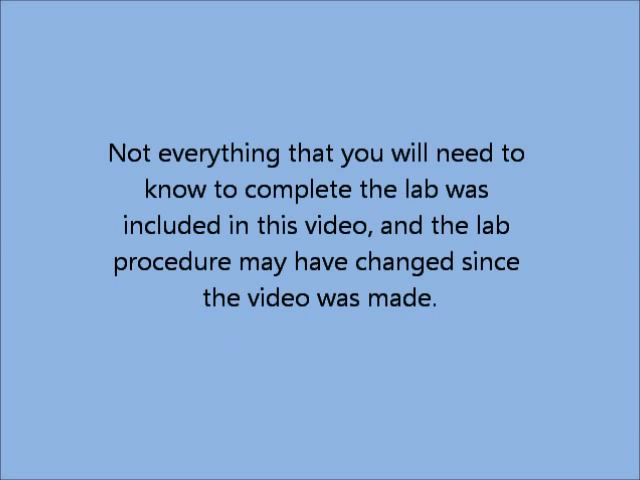 Not everything that you will need to
know to complete the lab was
included in this video, and the lab
procedure may have changed since
the video was made.